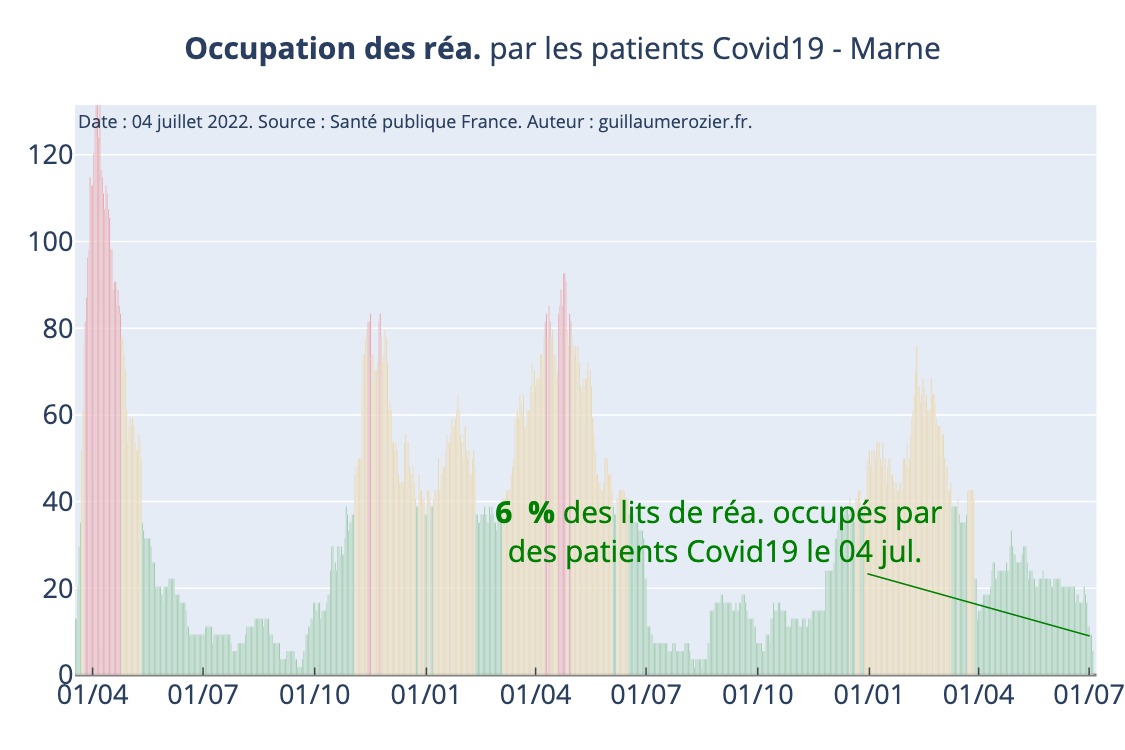 Occupation des réa. par les patients Covid19 - Marne
Date : 04 juillet 2022. Source : Santé publique France. Auteur : guillaumerozier.fr.
120
100
80
60
40
20
0
6 % des lits de réa. occupés par
des patients Covid19 le 04 jul.
01/04 01/07 01/10 01/01 01/04 01/07 01/10 01/01 01/04 01/07